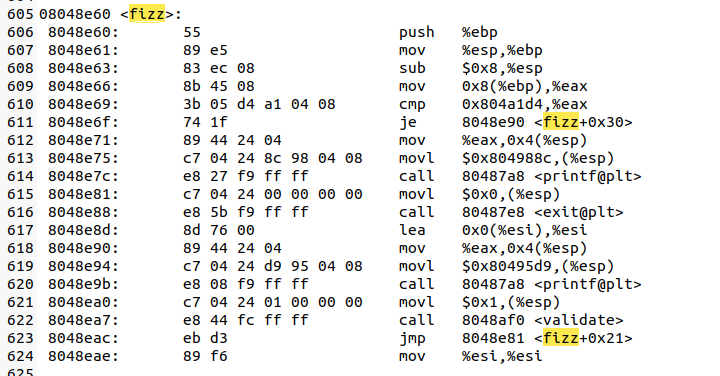 605 08048e60 <fizz>:
606 8048e60: 55 push %ebp
607 8048e61: 89 e5 mov %esp,%ebp
608 8048e63: 83 ec 08 sub $0x8,%esp
609 8048e66: 8b 45 08 mov 0x8(%ebp),%eax
610 8048e69: 3b 05 d4 a1 04 08 cmp 0x804a1d4,%eax
611 8048e6f: 74 1f je 8048e90 <fizz+0x30>
612 8048e71: 89 44 24 04 mov %eax,0x4(%esp)
613 8048e75: c7 04 24 8c 98 04 08 movl $0x804988c,(%esp)
614 8048e7c: e8 27 f9 ff ff call 80487a8 <printf@plt>
615 8048e81: c7 04 24 00 00 00 00 movl $0x0,(%esp)
616 8048e88: e8 5b f9 ff ff call 80487e8 <exit@plt>
617 8048e8d: 8d 76 00 lea 0x0(%esi),%esi
618 8048e90: 89 44 24 04 mov %eax,0x4(%esp)
619 8048e94: c7 04 24 d9 95 04 08 movl $0x80495d9,(%esp)
620 8048e9b: e8 08 f9 ff ff call 80487a8 <printf@plt>
621 8048ea0: c7 04 24 01 00 00 00 movl $0x1,(%esp)
622 8048ea7: e8 44 fc ff ff call 8048af0 <validate>
623 8048eac: eb d3 jmp 8048e81 <fizz+0x21>
624 8048eae: 89 f6 mov %esi,%esi
625